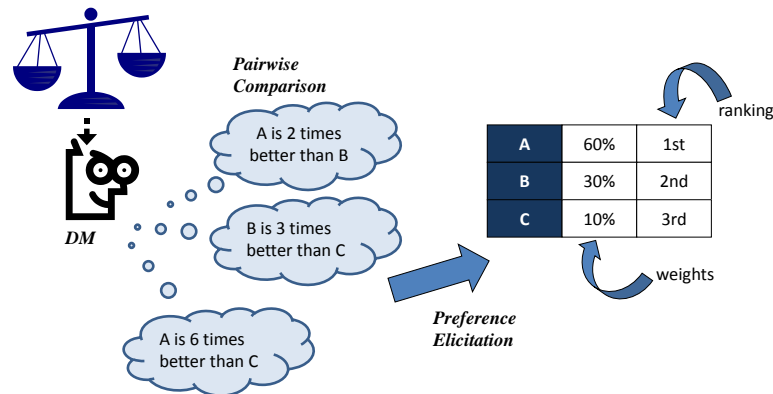 Pairwise
Comparison
A is 2 times
better than B
B is 3 times
better than C
A is 6 times
better than C
DM
Preference
Elicitation
ranking
A 60% 1st
B 30% 2nd
C 10% 3rd
weights